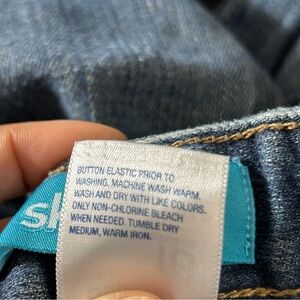 BUTTON ELASTIC PRIOR TO
WASHING. MACHINE WASH WARM.
WASH AND DRY WITH LIKE COLORS.
ONLY NON-CHLORINE BLEACH
WHEN NEEDED. TUMBLE DRY
MEDIUM, WARM IRON.